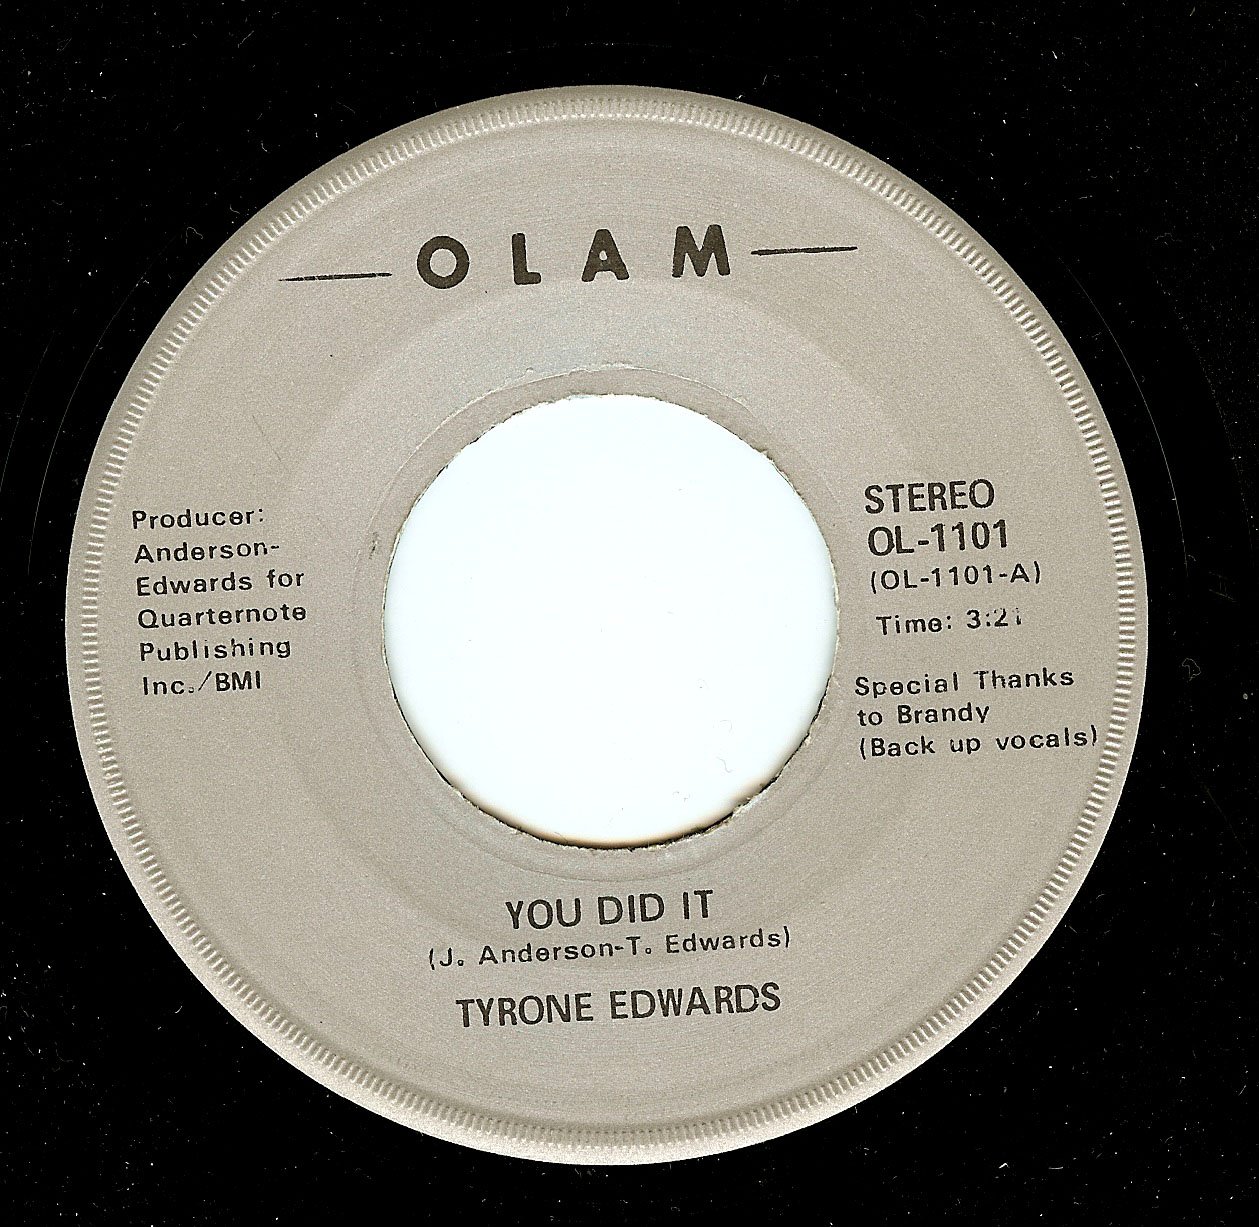 OLAM
Producer:
Anderson-
Edwards for
Quarternote
Publishing
Inc./BMI
STEREO
OL-1101
(OL-1101-A)
Time: 3:21
Special Thanks
to Brandy
(Back up vocals)
YOU DID IT
(J. Anderson-T. Edwards)
TYRONE EDWARDS